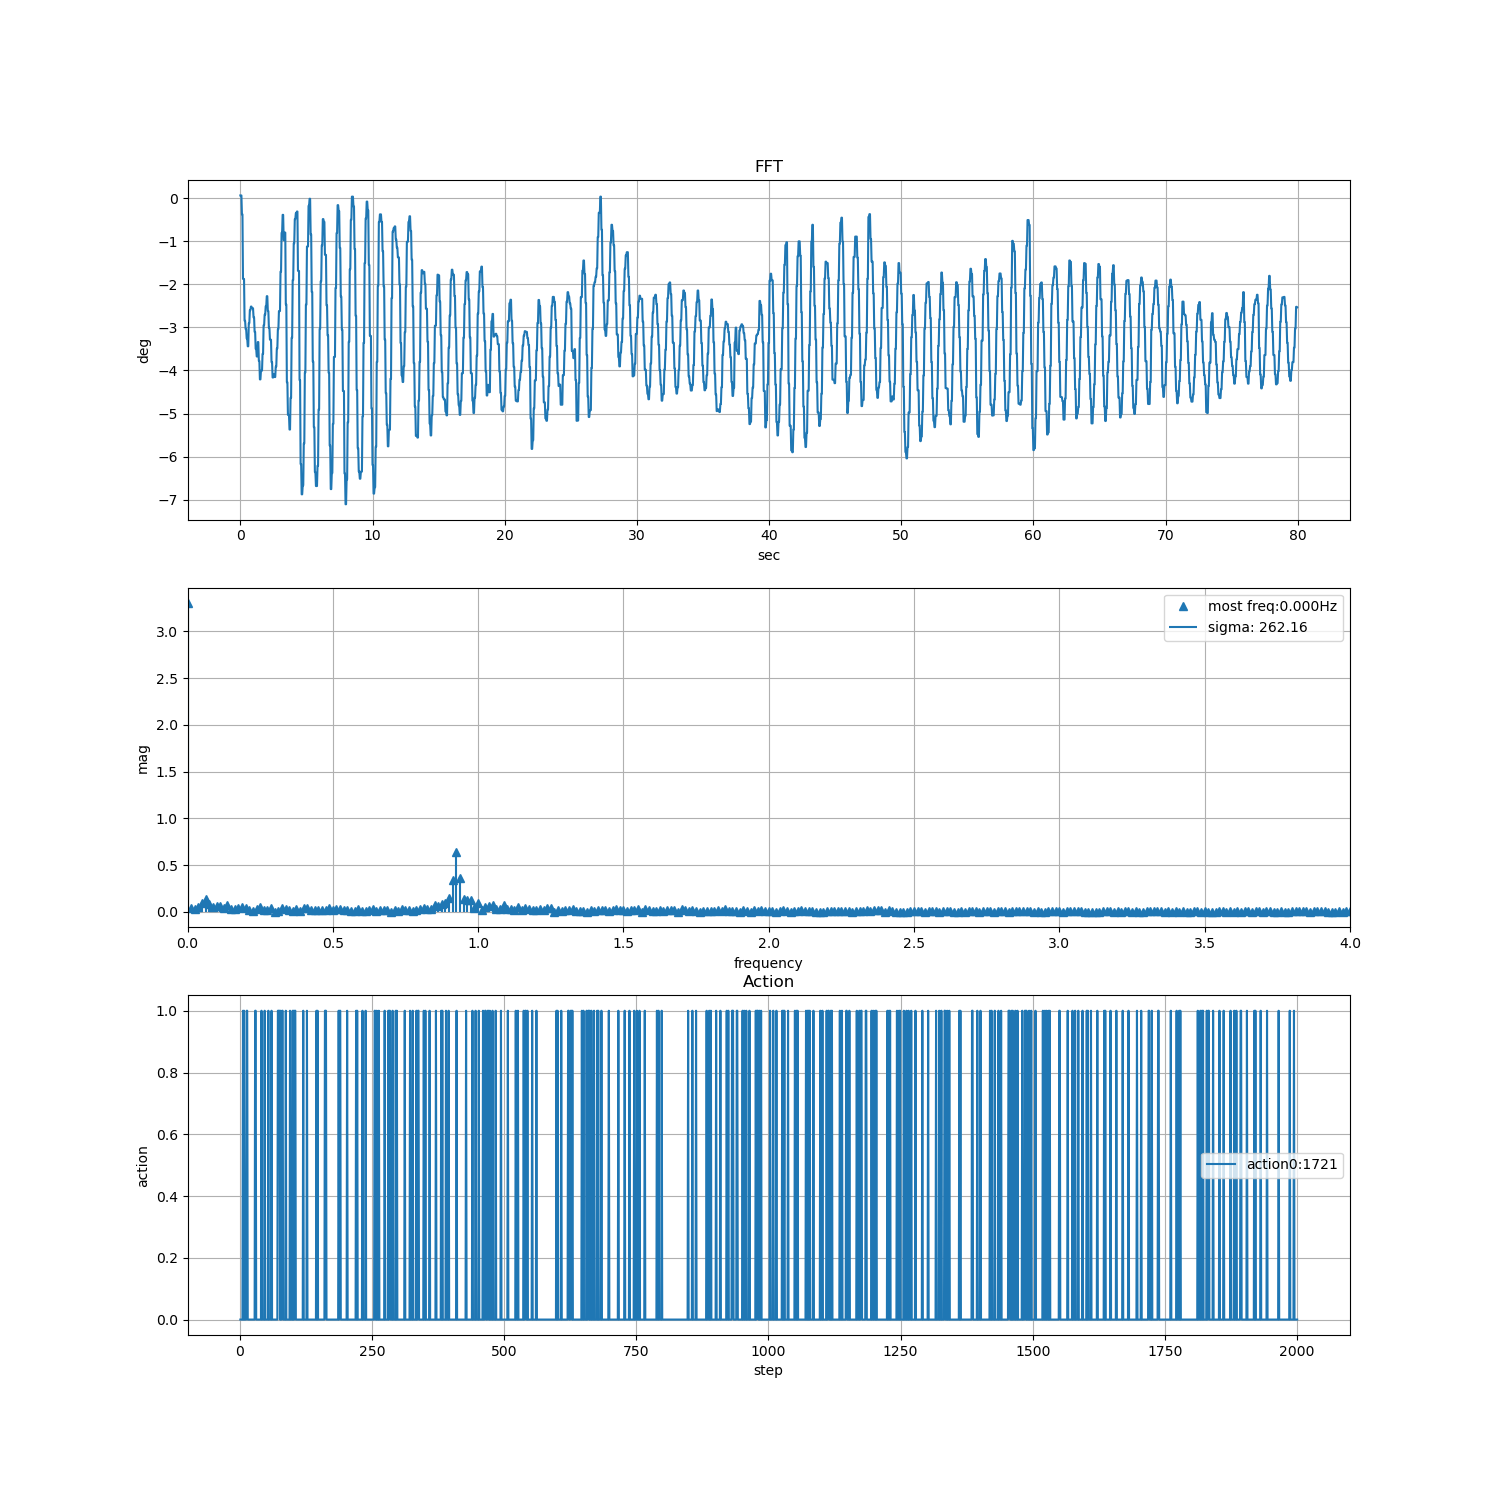 FFT
0
−1
−2
−3
−4
−5
−6
−7
deg
0 10 20 30 40 50 60 70 80
sec
most freq:0.000Hz
sigma: 262.16
3.0
2.5
2.0
1.5
1.0
0.5
0.0
mag
0.0 0.5 1.0 1.5 2.0 2.5 3.0 3.5 4.0
frequency
Action
1.0
0.8
0.6
0.4
0.2
0.0
action
action0:1721
0 250 500 750 1000 1250 1500 1750 2000
step